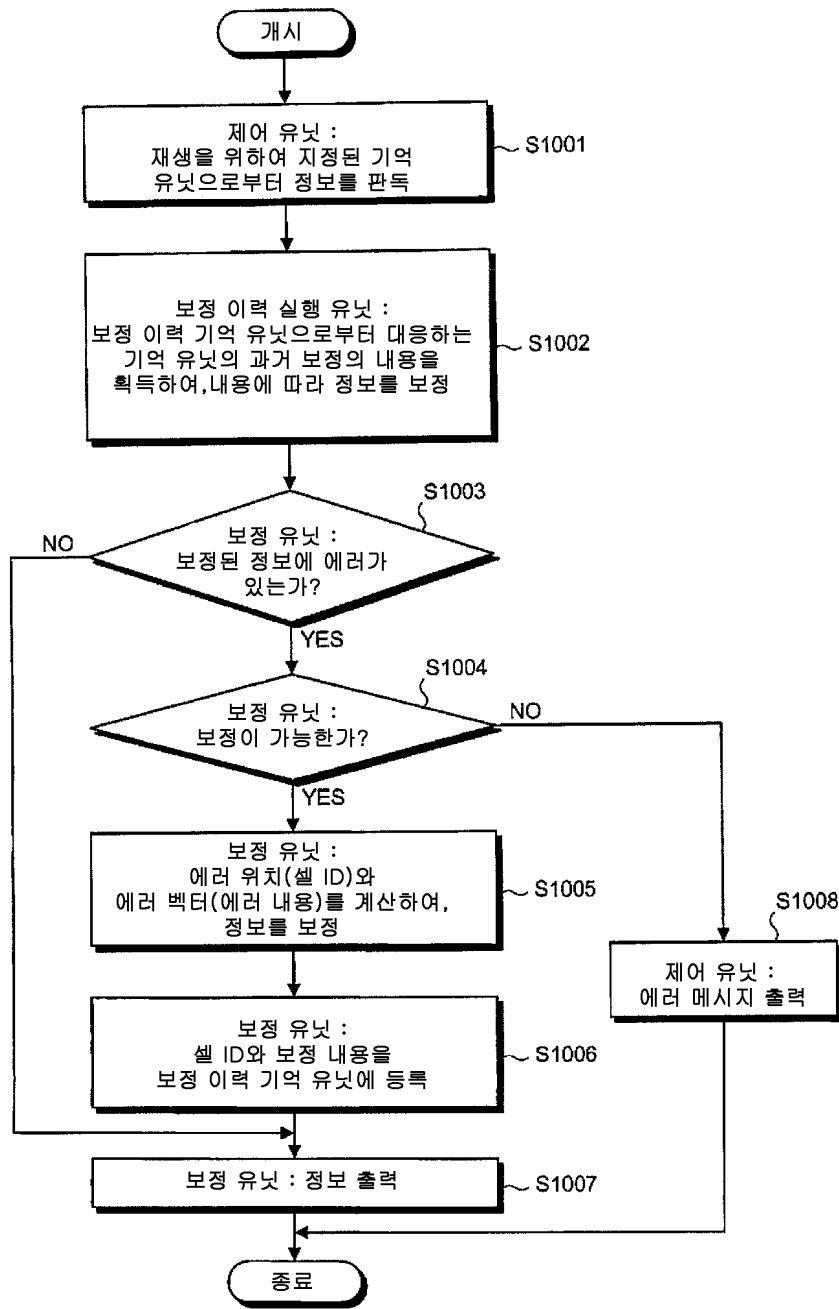 개시
제어 유닛 :
재생을 위하여 지정된 기억
유닛으로부터 정보를 판독
S1001
보정 이력 실행 유닛 :
보정 이력 기억 유닛으로부터 대응하는
기억 유닛의 과거 보정의 내용을
획득하여,내용에 따라 정보를 보정
S1002
S1003
보정 유닛 :
보정된 정보에 에러가
있는가?
NO
YES
S1004
보정 유닛 :
보정이 가능한가?
NO
YES
보정 유닛 :
에러 위치(셀 ID)와
에러 벡터(에러 내용)를 계산하여,
정보를 보정
S1005
S1008
제어 유닛 :
에러 메시지 출력
보정 유닛 :
셀 ID와 보정 내용을
보정 이력 기억 유닛에 등록
S1006
보정 유닛 : 정보 출력
S1007
종료